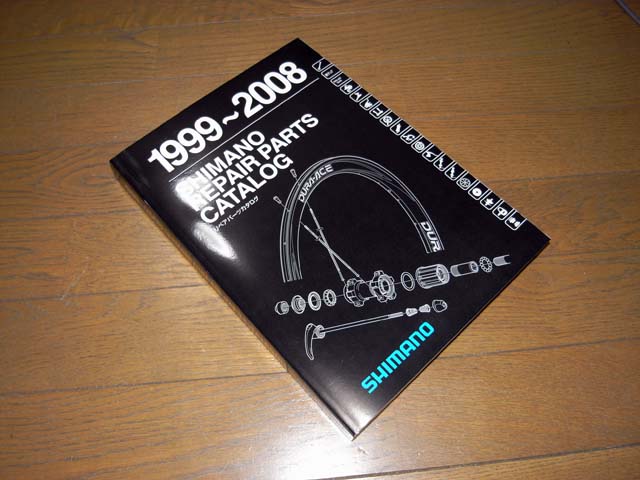 1999~2008
SHIMANO
REPAIR PARTS
CATALOG
リペアパーツカタログ
DURA-ACE
DUR
SHIMANO